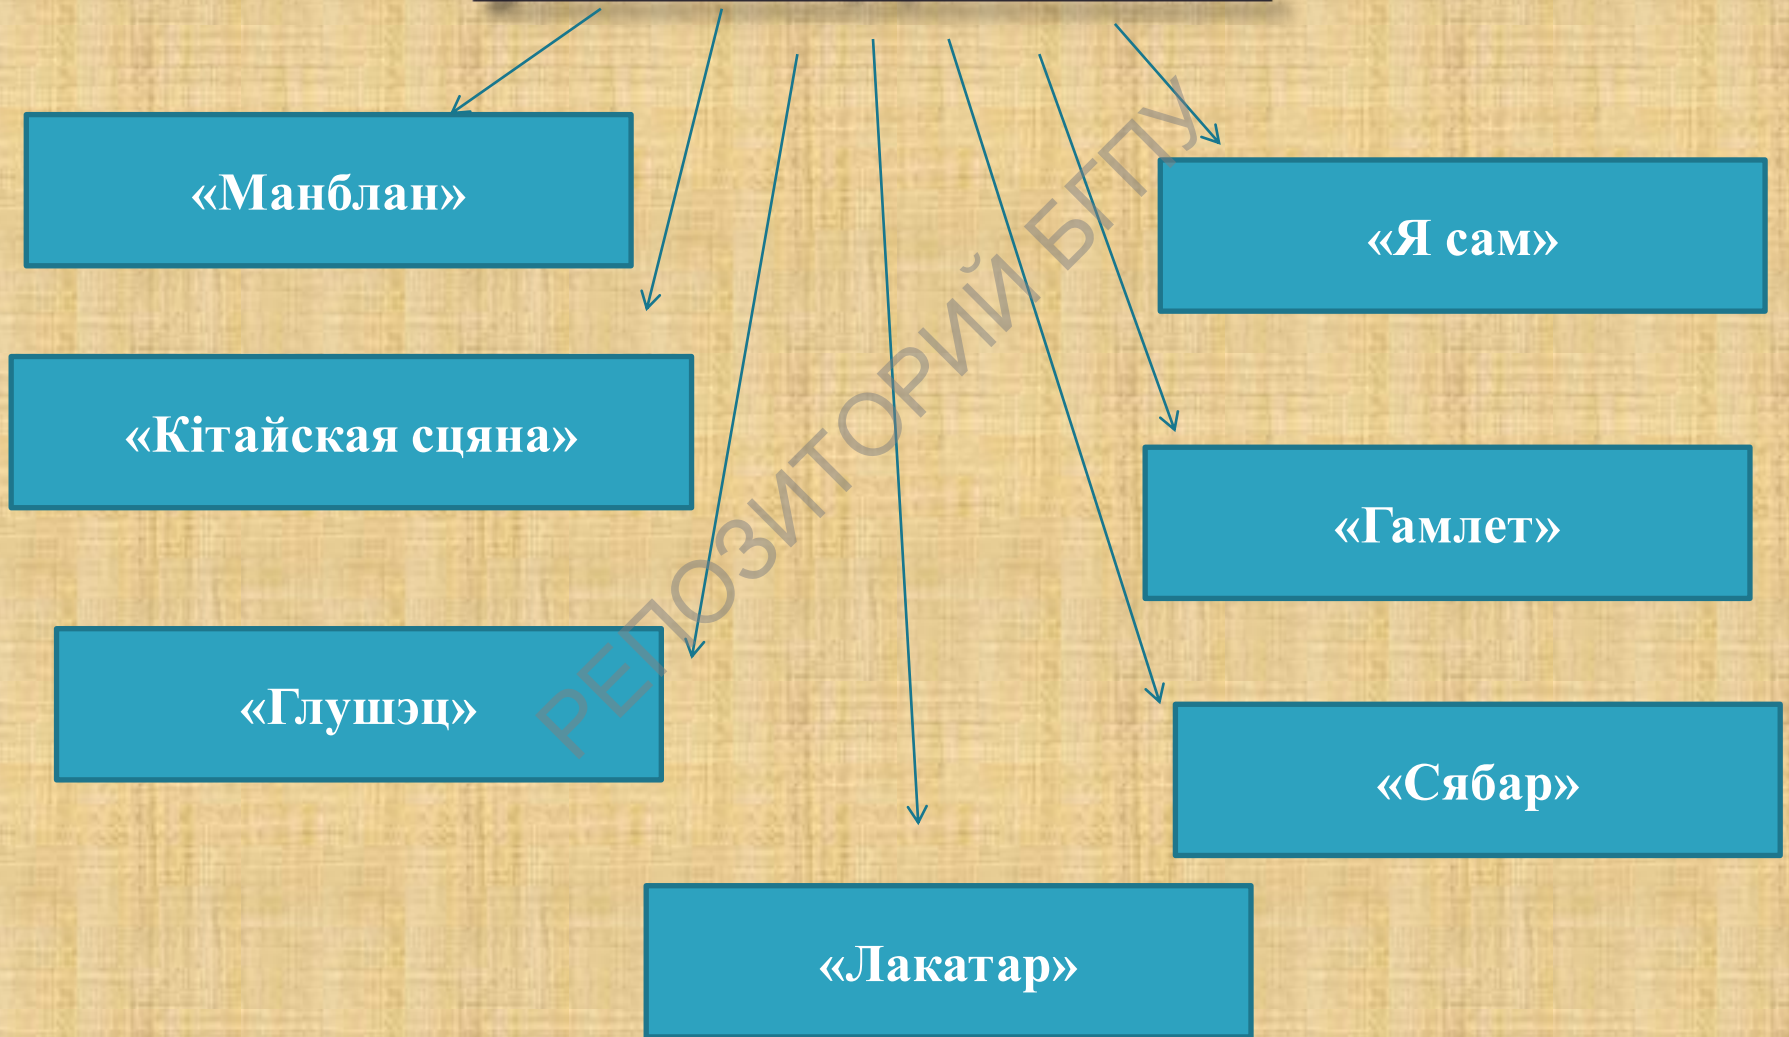 «Манблан»
«Я сам»
«Кітайская сцяна»
«Гамлет»
«Глушэц»
«Сябар»
«Лакатар»
РЕПОЗИТОРИЙ БГПУ